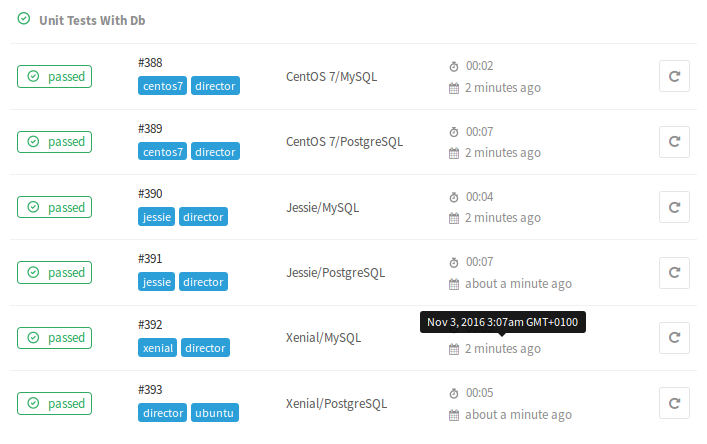 Unit Tests With Db
passed
#388
centos7 director
CentOS 7/MySQL
00:02
2 minutes ago
passed
#389
centos7 director
CentOS 7/PostgreSQL
00:07
2 minutes ago
passed
#390
jessie director
Jessie/MySQL
00:04
2 minutes ago
passed
#391
jessie director
Jessie/PostgreSQL
00:07
about a minute ago
passed
#392
xenial director
Xenial/MySQL
Nov 3, 2016 3:07am GMT+0100
2 minutes ago
passed
#393
director ubuntu
Xenial/PostgreSQL
00:05
about a minute ago